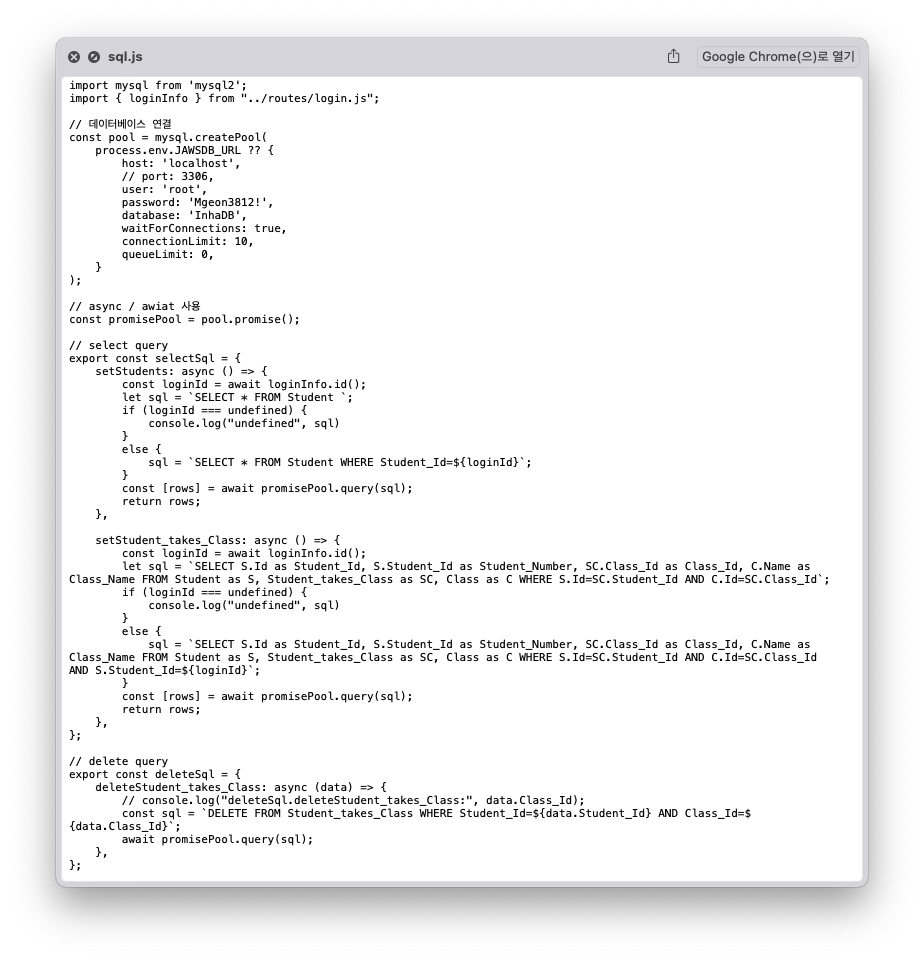 sql.js
Google Chrome(으)로 열기
import mysql from 'mysql2';
import { loginInfo } from "../routes/login.js";

// 데이터베이스 연결
const pool = mysql.createPool(
    process.env.JAWSDB_URL ?? {
        host: 'localhost',
        // port: 3306,
        user: 'root',
        password: 'Mgeon3812!',
        database: 'InhaDB',
        waitForConnections: true,
        connectionLimit: 10,
        queueLimit: 0,
    }
);

// async / awiat 사용
const promisePool = pool.promise();

// select query
export const selectSql = {
    setStudents: async () => {
        const loginId = await loginInfo.id();
        let sql = `SELECT * FROM Student `;
        if (loginId === undefined) {
            console.log("undefined", sql)
        }
        else {
            sql = `SELECT * FROM Student WHERE Student_Id=${loginId}`;
        }
        const [rows] = await promisePool.query(sql);
        return rows;
    },

    setStudent_takes_Class: async () => {
        const loginId = await loginInfo.id();
        let sql = `SELECT S.Id as Student_Id, S.Student_Id as Student_Number, SC.Class_Id as Class_Id, C.Name as
Class_Name FROM Student as S, Student_takes_Class as SC, Class as C WHERE S.Id=SC.Student_Id AND C.Id=SC.Class_Id`;
        if (loginId === undefined) {
            console.log("undefined", sql)
        }
        else {
            sql = `SELECT S.Id as Student_Id, S.Student_Id as Student_Number, SC.Class_Id as Class_Id, C.Name as
Class_Name FROM Student as S, Student_takes_Class as SC, Class as C WHERE S.Id=SC.Student_Id AND C.Id=SC.Class_Id
AND S.Student_Id=${loginId}`;
        }
        const [rows] = await promisePool.query(sql);
        return rows;
    },
};

// delete query
export const deleteSql = {
    deleteStudent_takes_Class: async (data) => {
        // console.log("deleteSql.deleteStudent_takes_Class:", data.Class_Id);
        const sql = `DELETE FROM Student_takes_Class WHERE Student_Id=${data.Student_Id} AND Class_Id=$
{data.Class_Id}`;
        await promisePool.query(sql);
    },
};